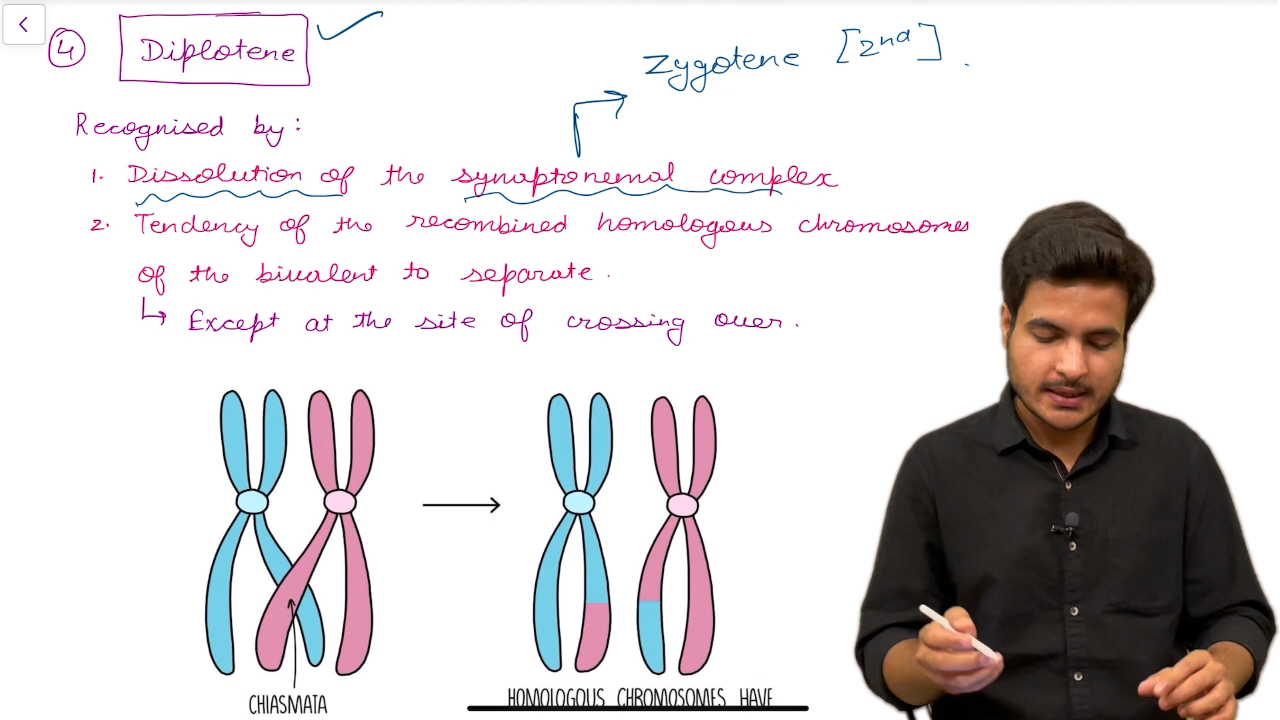 4 Diplotene
Zygotene [2nd].
Recognised by:
1. Dissolution of the synaptonemal complex
2. Tendency of the recombined homologous chromosomes
of the bivalent to separate.
↳ Except at the site of crossing over.
CHIASMATA
HOMOLOGOUS CHROMOSOMES HAVE